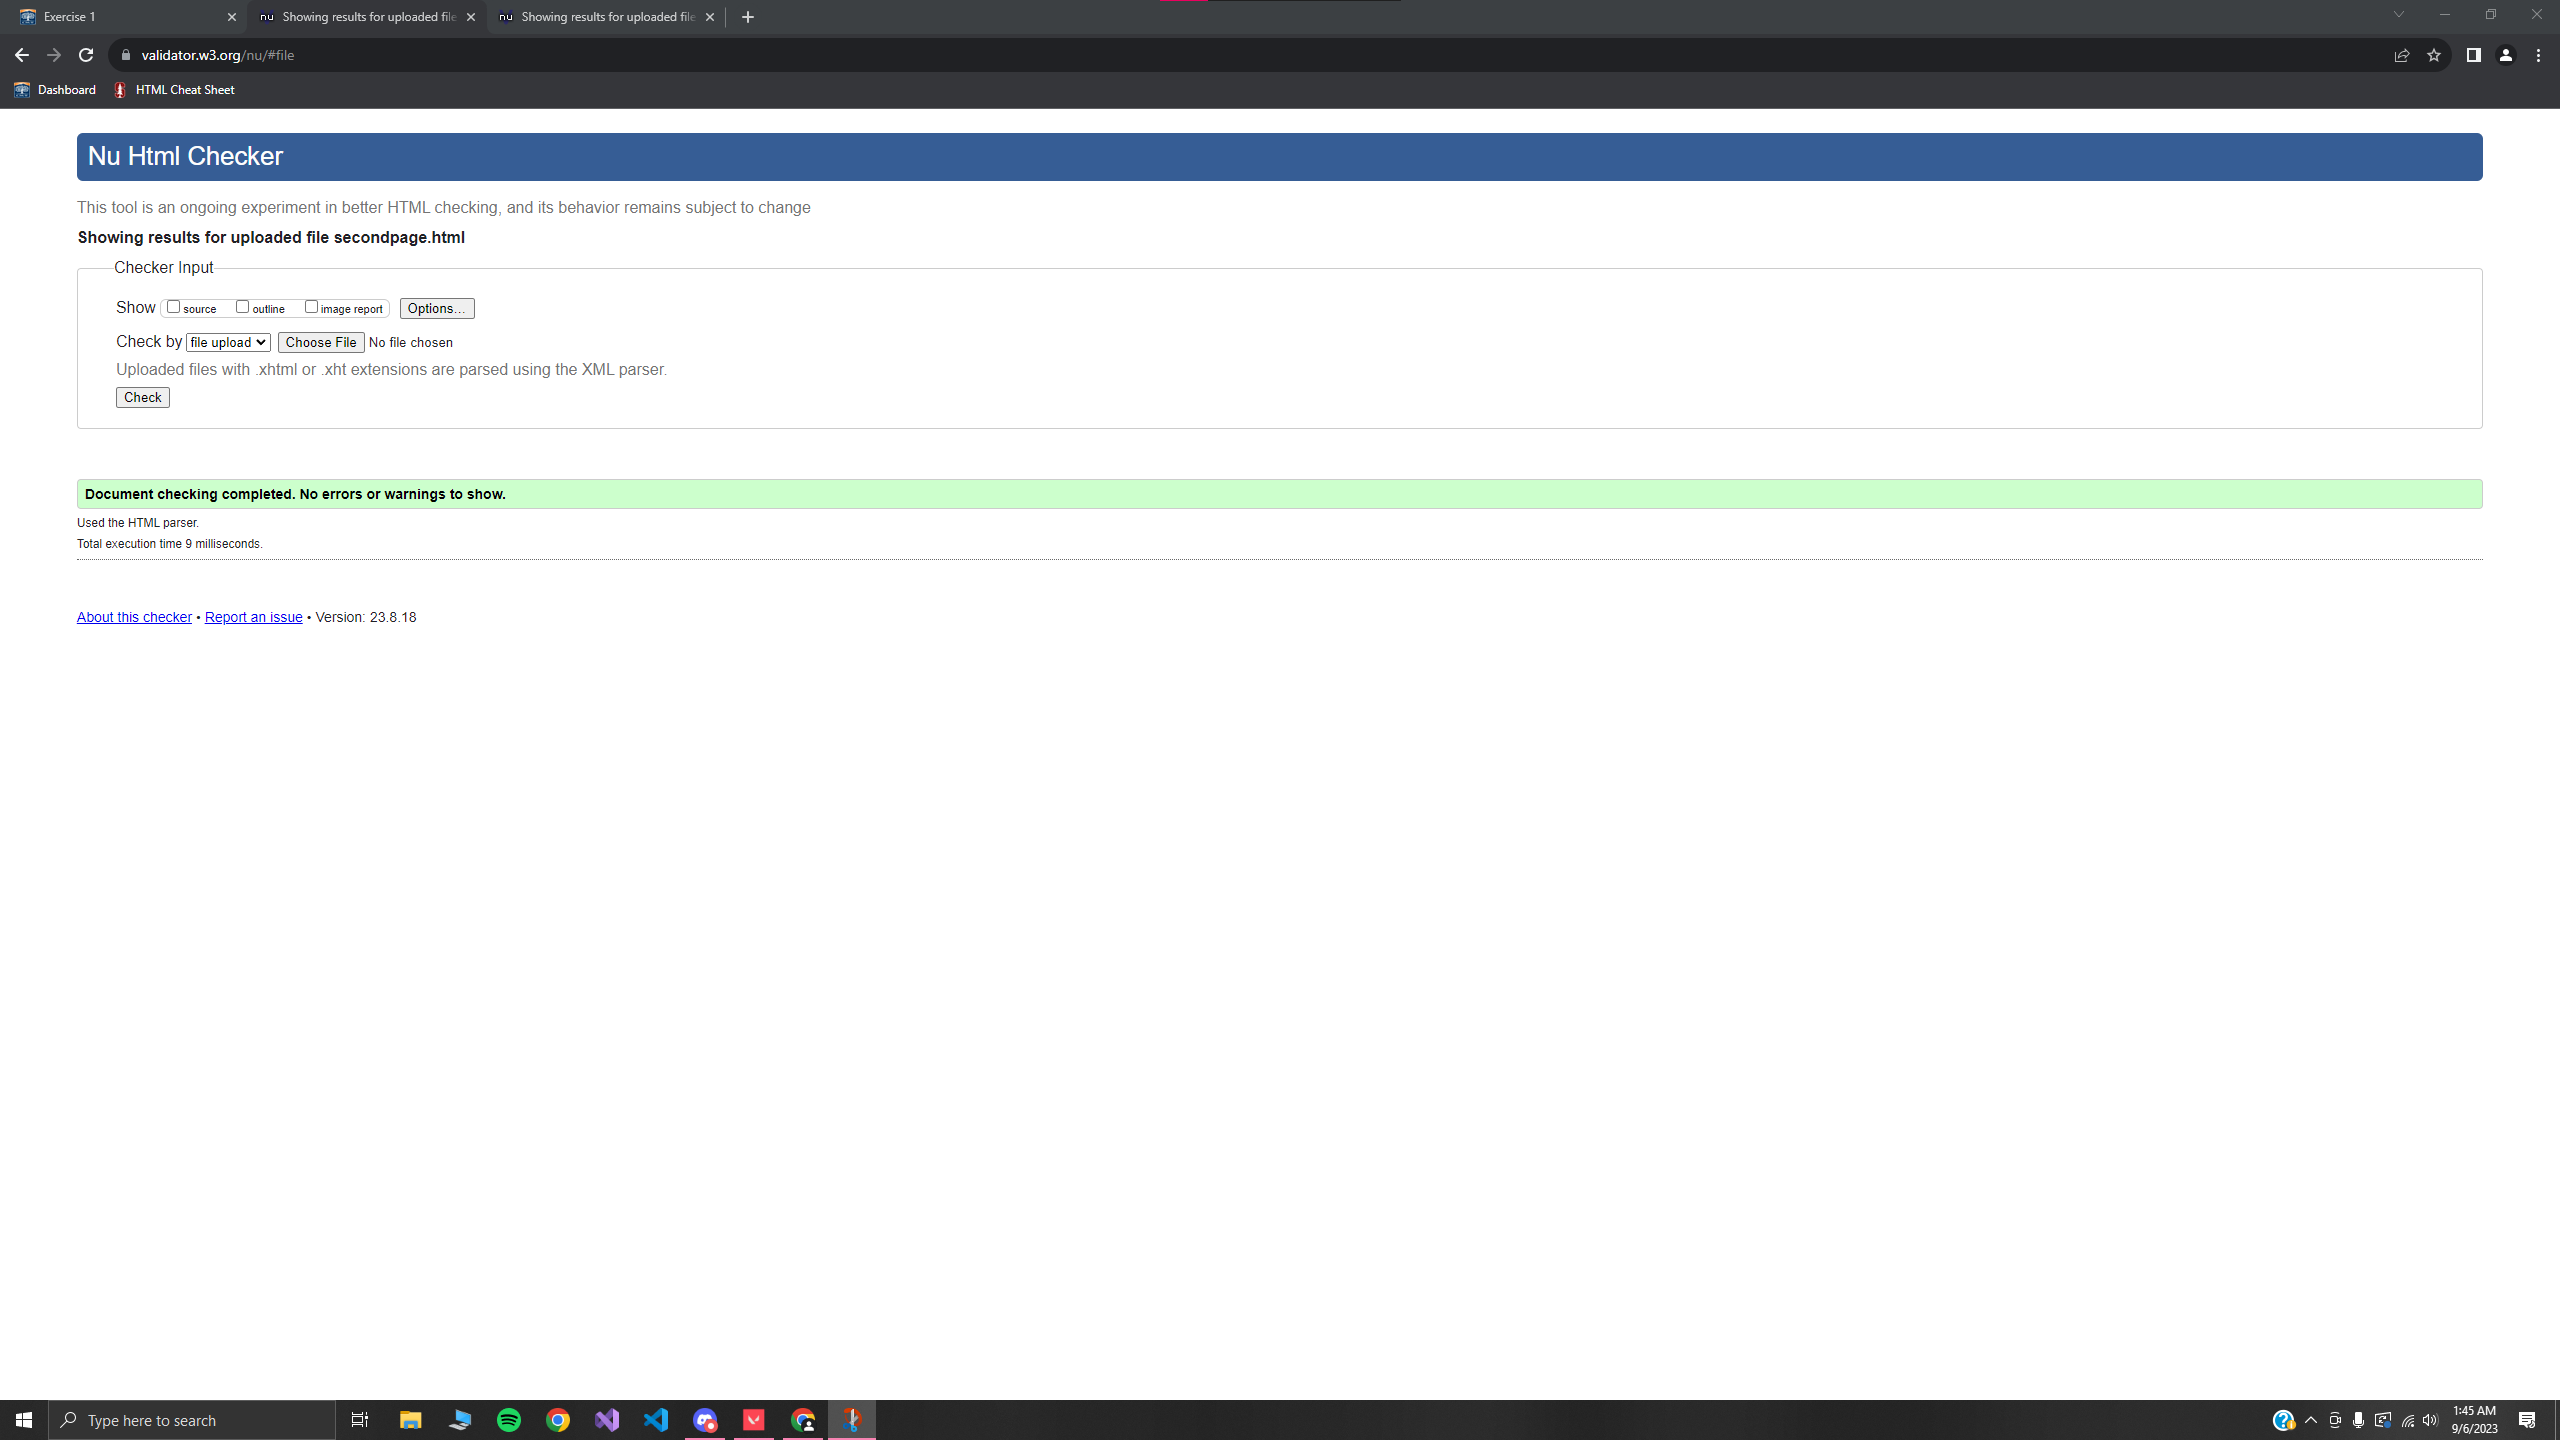 Exercise 1
nu Showing results for uploaded file
nu Showing results for uploaded file
validator.w3.org/nu/#file
Dashboard
HTML Cheat Sheet
Nu Html Checker
This tool is an ongoing experiment in better HTML checking, and its behavior remains subject to change
Showing results for uploaded file secondpage.html
Checker Input
Show source outline image report Options...
Check by file upload Choose File No file chosen
Uploaded files with .xhtml or .xht extensions are parsed using the XML parser.
Check
Document checking completed. No errors or warnings to show.
Used the HTML parser.
Total execution time 9 milliseconds.
About this checker • Report an issue • Version: 23.8.18
Type here to search
1:45 AM
9/6/2023